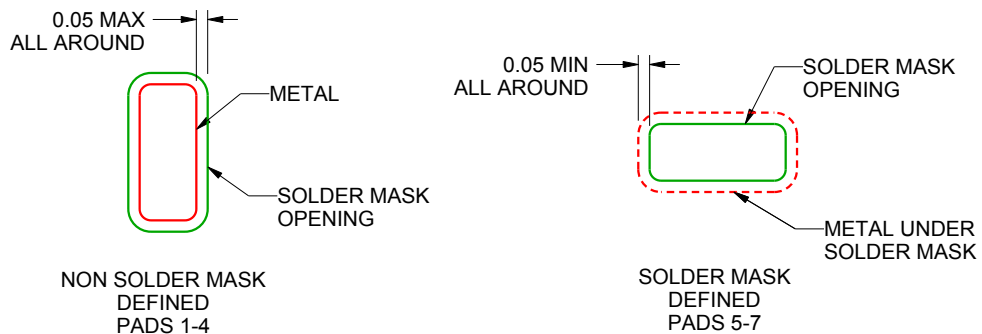 0.05 MAX
ALL AROUND
METAL
SOLDER MASK
OPENING
NON SOLDER MASK
DEFINED
PADS 1-4
0.05 MIN
ALL AROUND
SOLDER MASK
OPENING
METAL UNDER
SOLDER MASK
SOLDER MASK
DEFINED
PADS 5-7